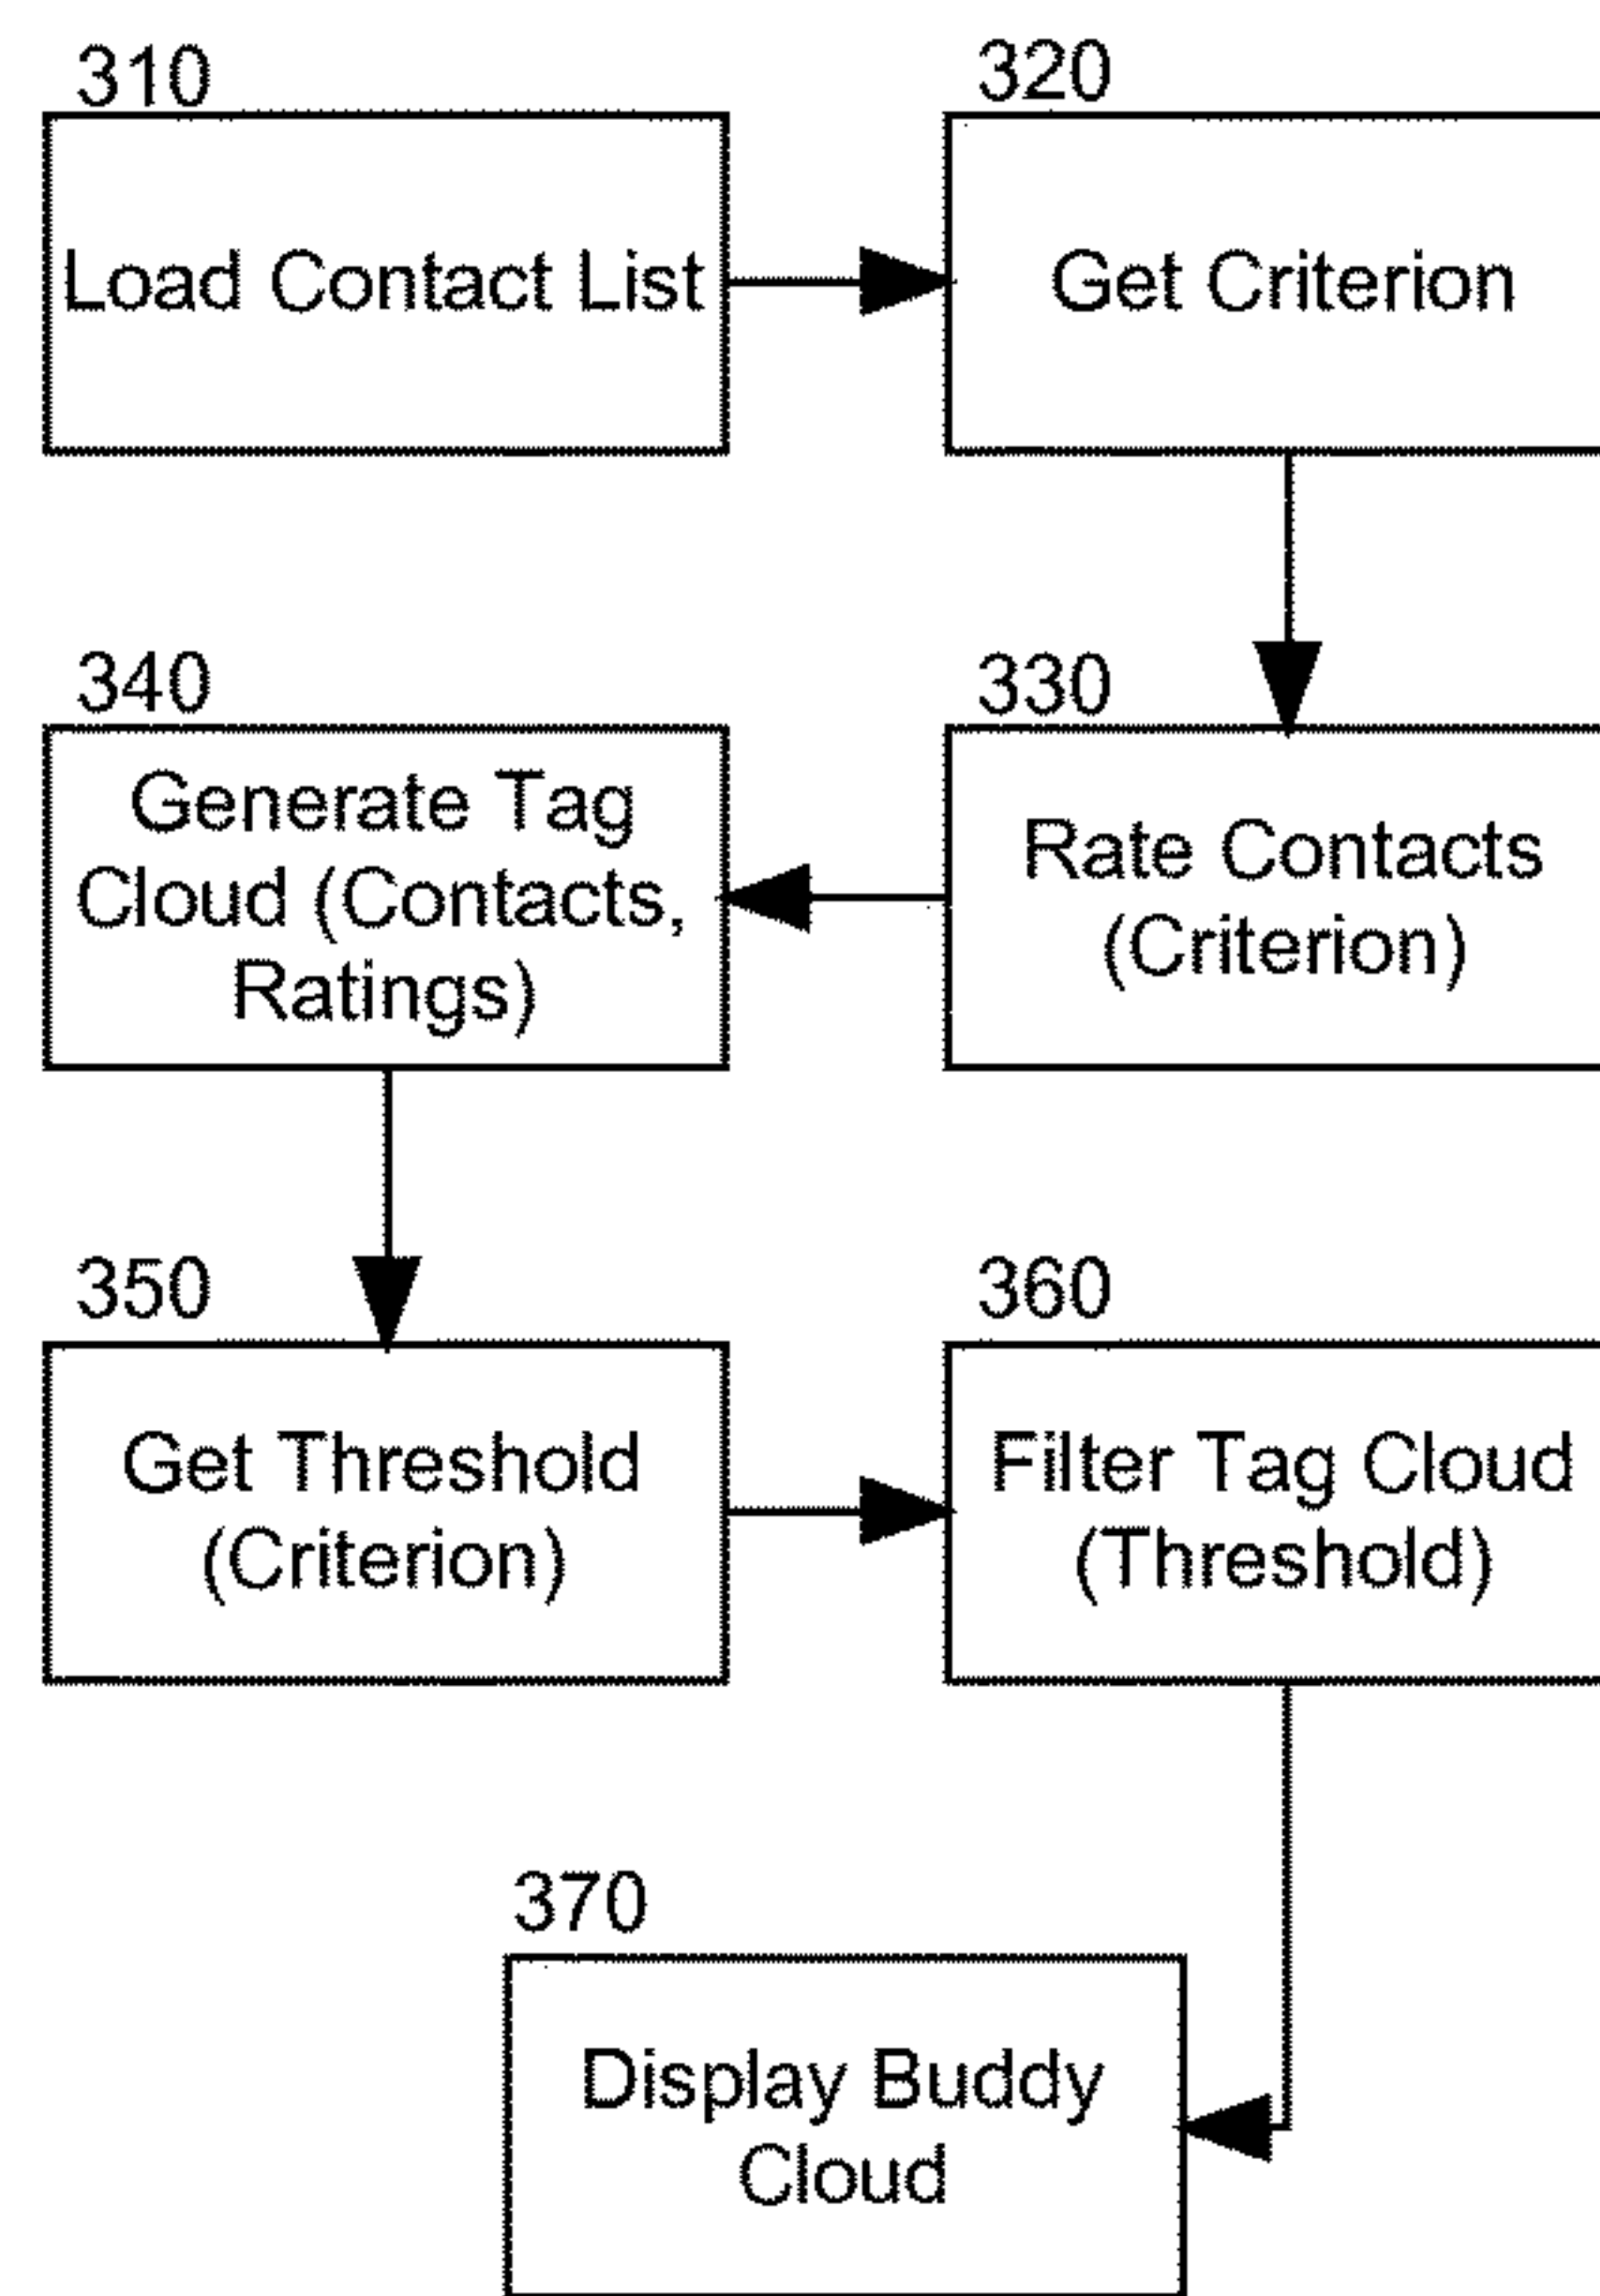 310
Load Contact List
320
Get Criterion
340
Generate Tag
Cloud (Contacts,
Ratings)
330
Rate Contacts
(Criterion)
350
Get Threshold
(Criterion)
360
Filter Tag Cloud
(Threshold)
370
Display Buddy
Cloud